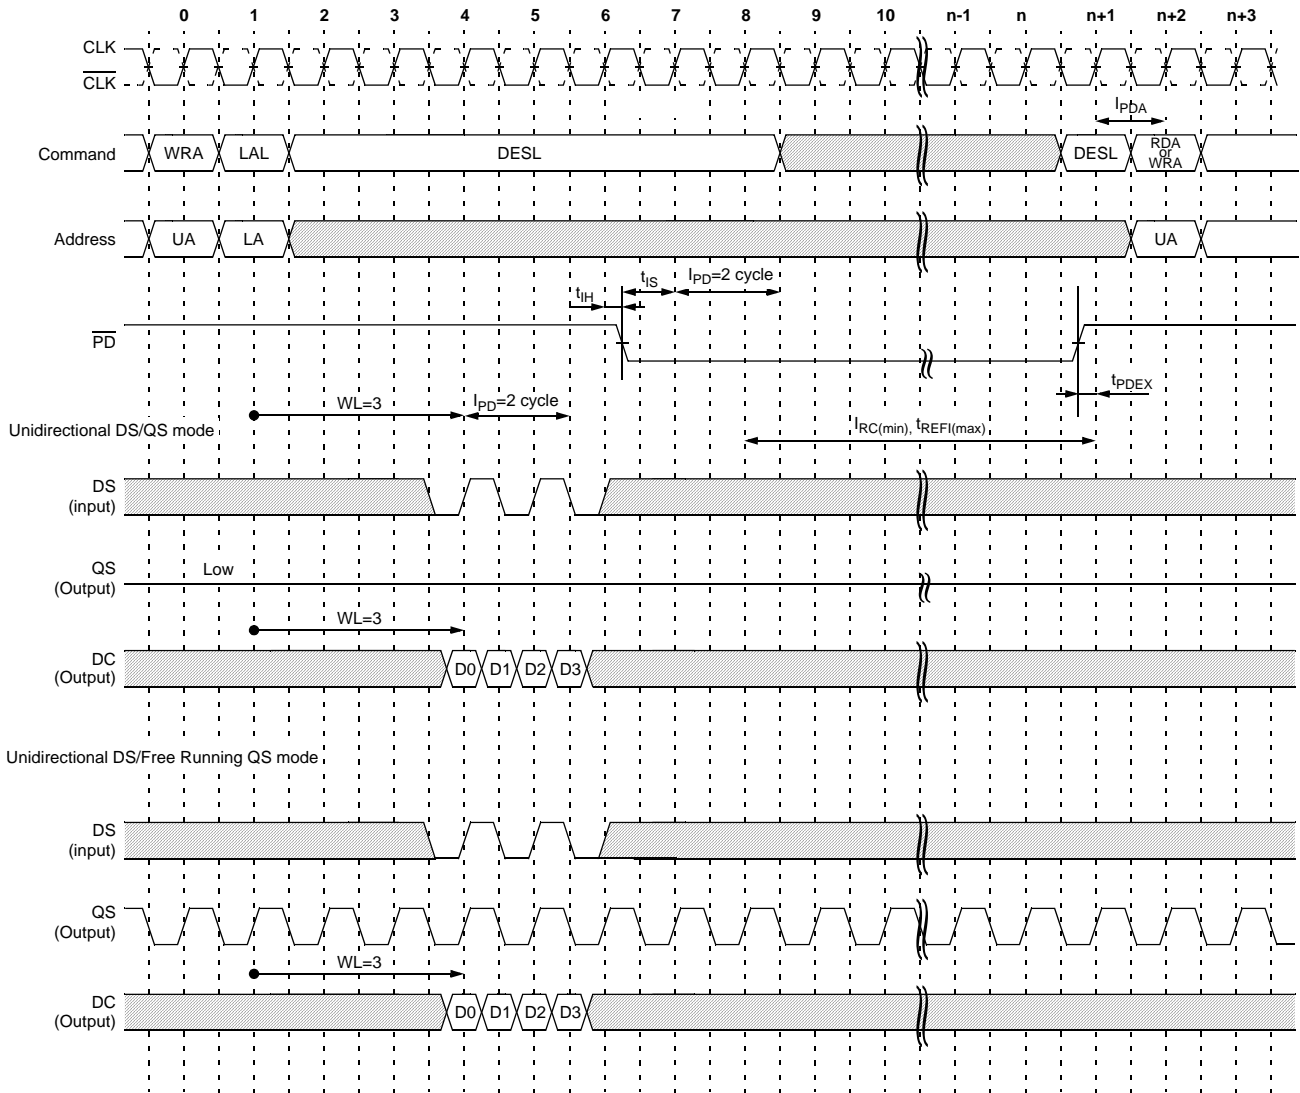 0 1 2 3 4 5 6 7 8 9 10 n-1 n n+1 n+2 n+3
CLK
CLK
IPDA
Command WRA LAL DESL DESL RDA or WRA
Address UA LA UA
tIH tIS IPD=2 cycle
PD
tPDEX
WL=3 IPD=2 cycle
Unidirectional DS/QS mode IRC(min), tREFI(max)
DS
(input)
QS
(Output) Low
WL=3
DC
(Output) D0 D1 D2 D3
Unidirectional DS/Free Running QS mode
DS
(input)
QS
(Output)
WL=3
DC
(Output) D0 D1 D2 D3